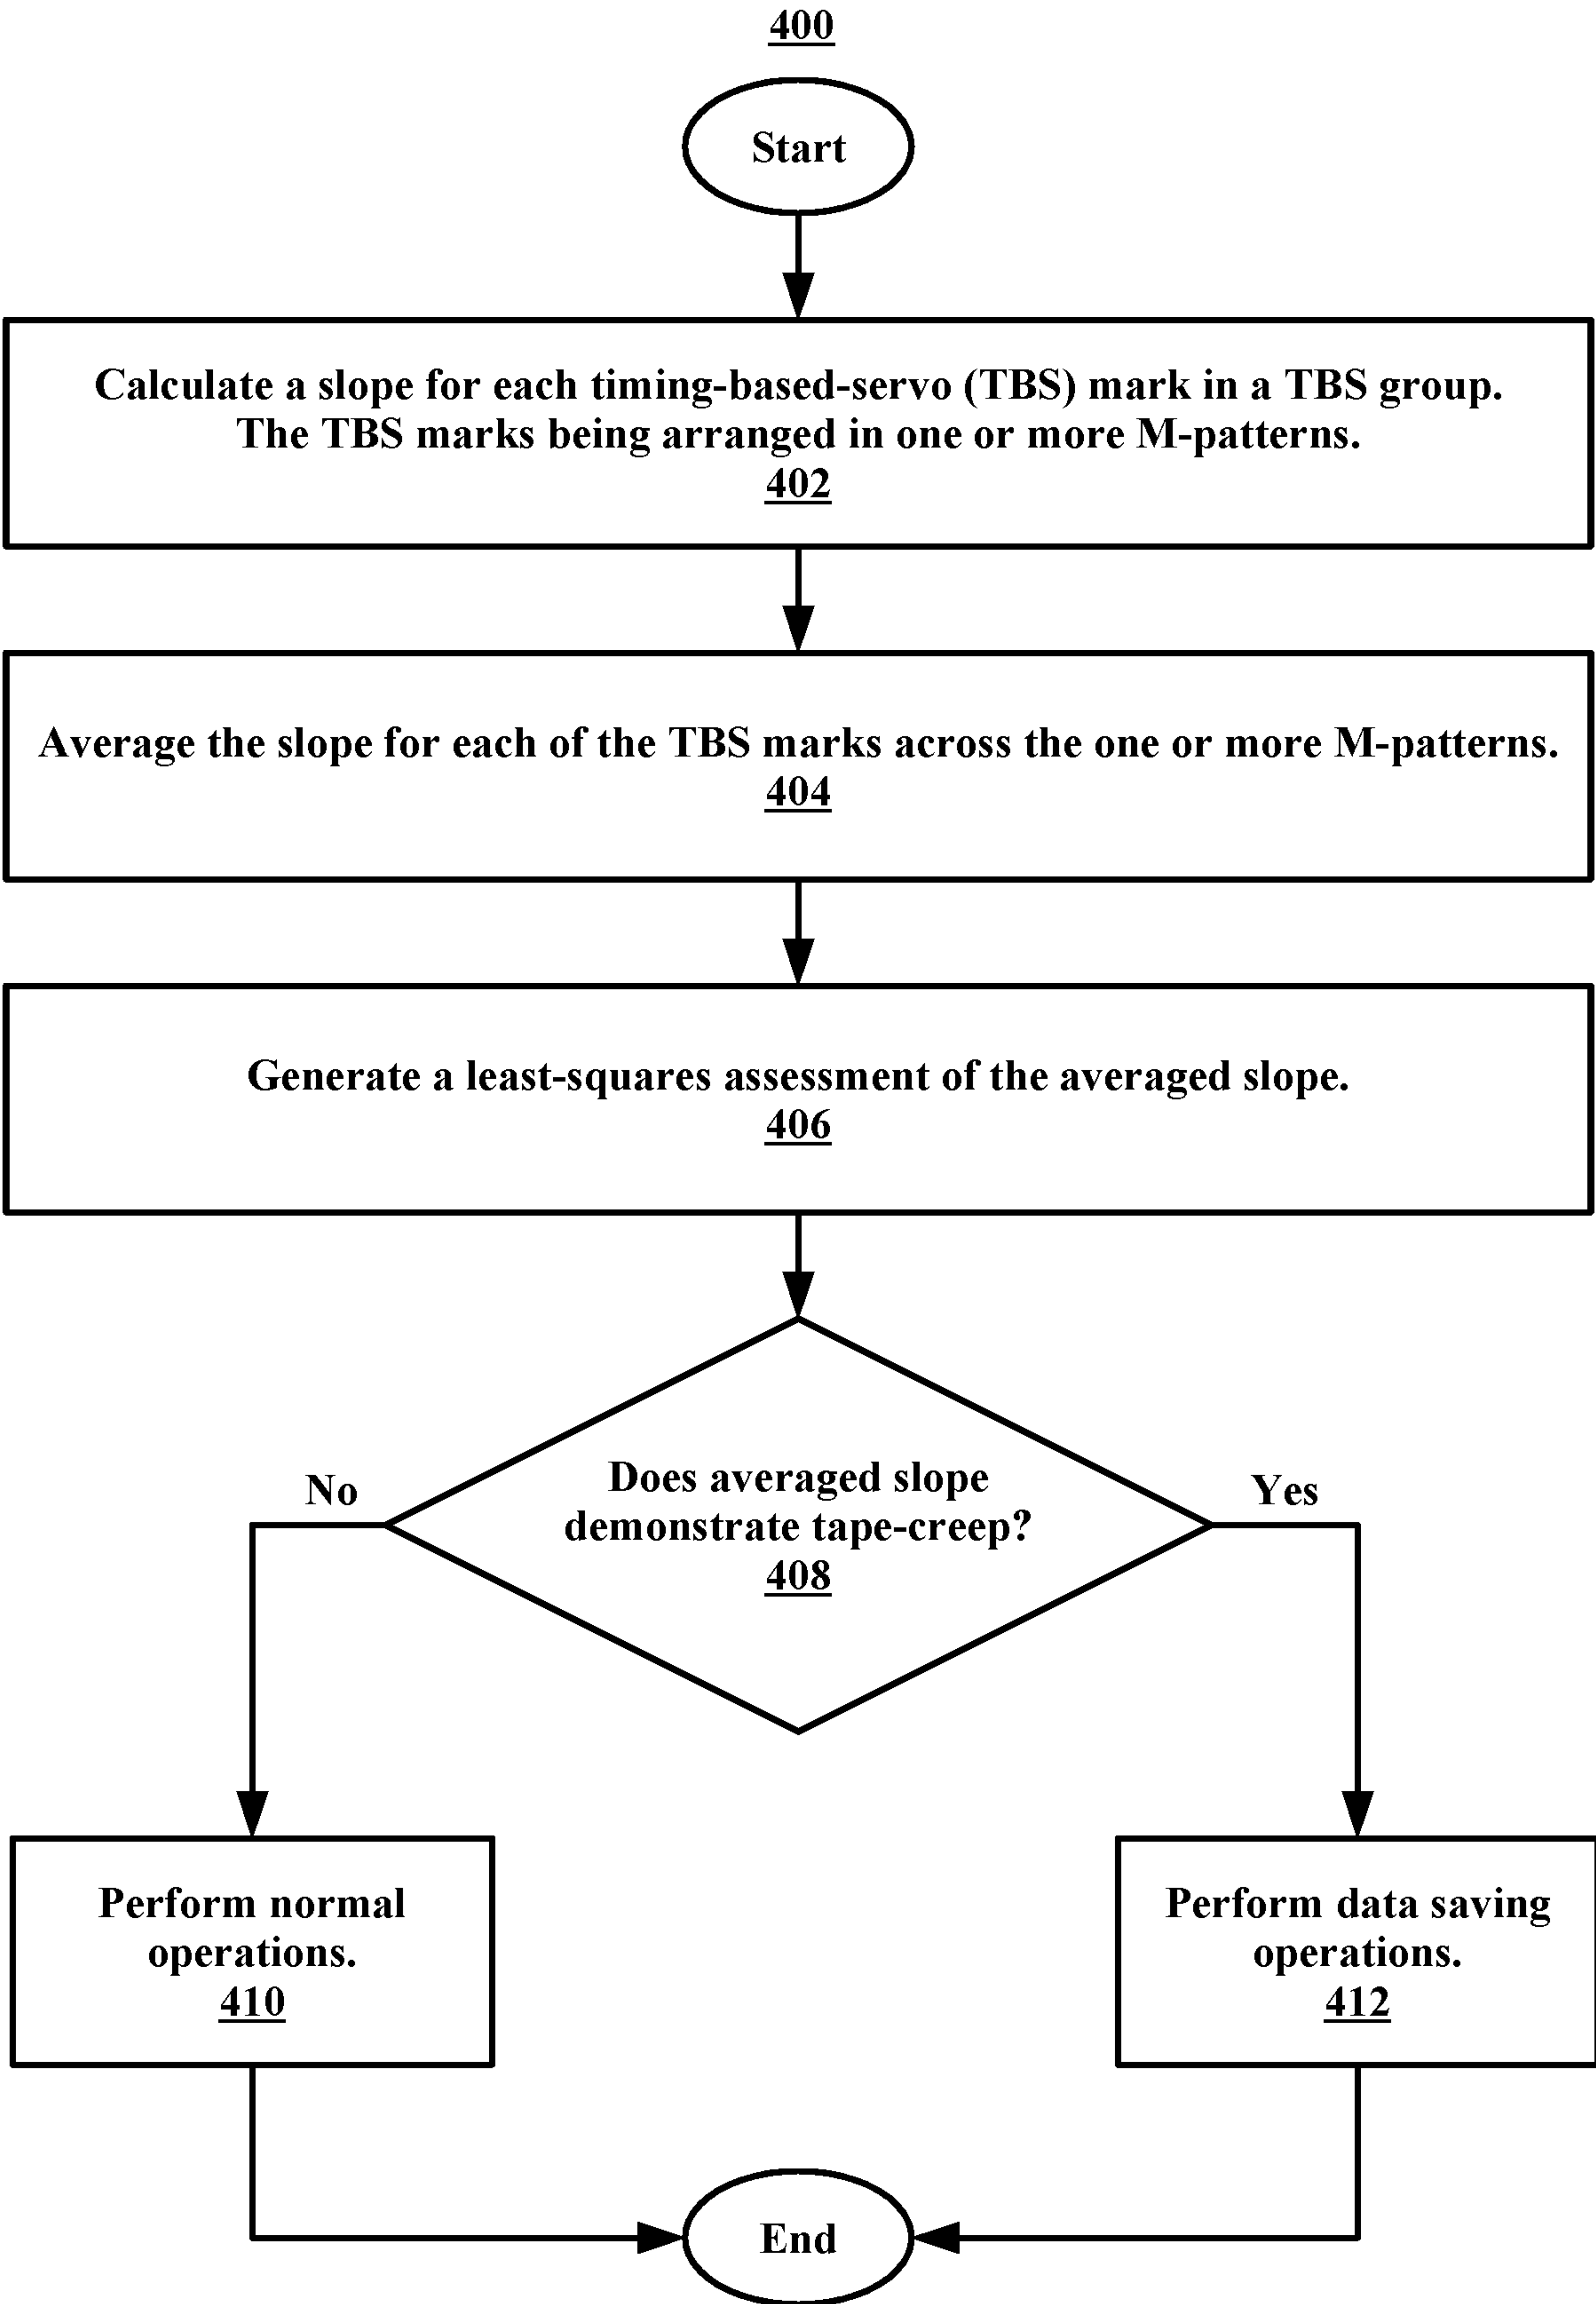 400
Start
Calculate a slope for each timing-based-servo (TBS) mark in a TBS group.
The TBS marks being arranged in one or more M-patterns.
402
Average the slope for each of the TBS marks across the one or more M-patterns.
404
Generate a least-squares assessment of the averaged slope.
406
Does averaged slope
demonstrate tape-creep?
408
No
Yes
Perform normal
operations.
410
Perform data saving
operations.
412
End